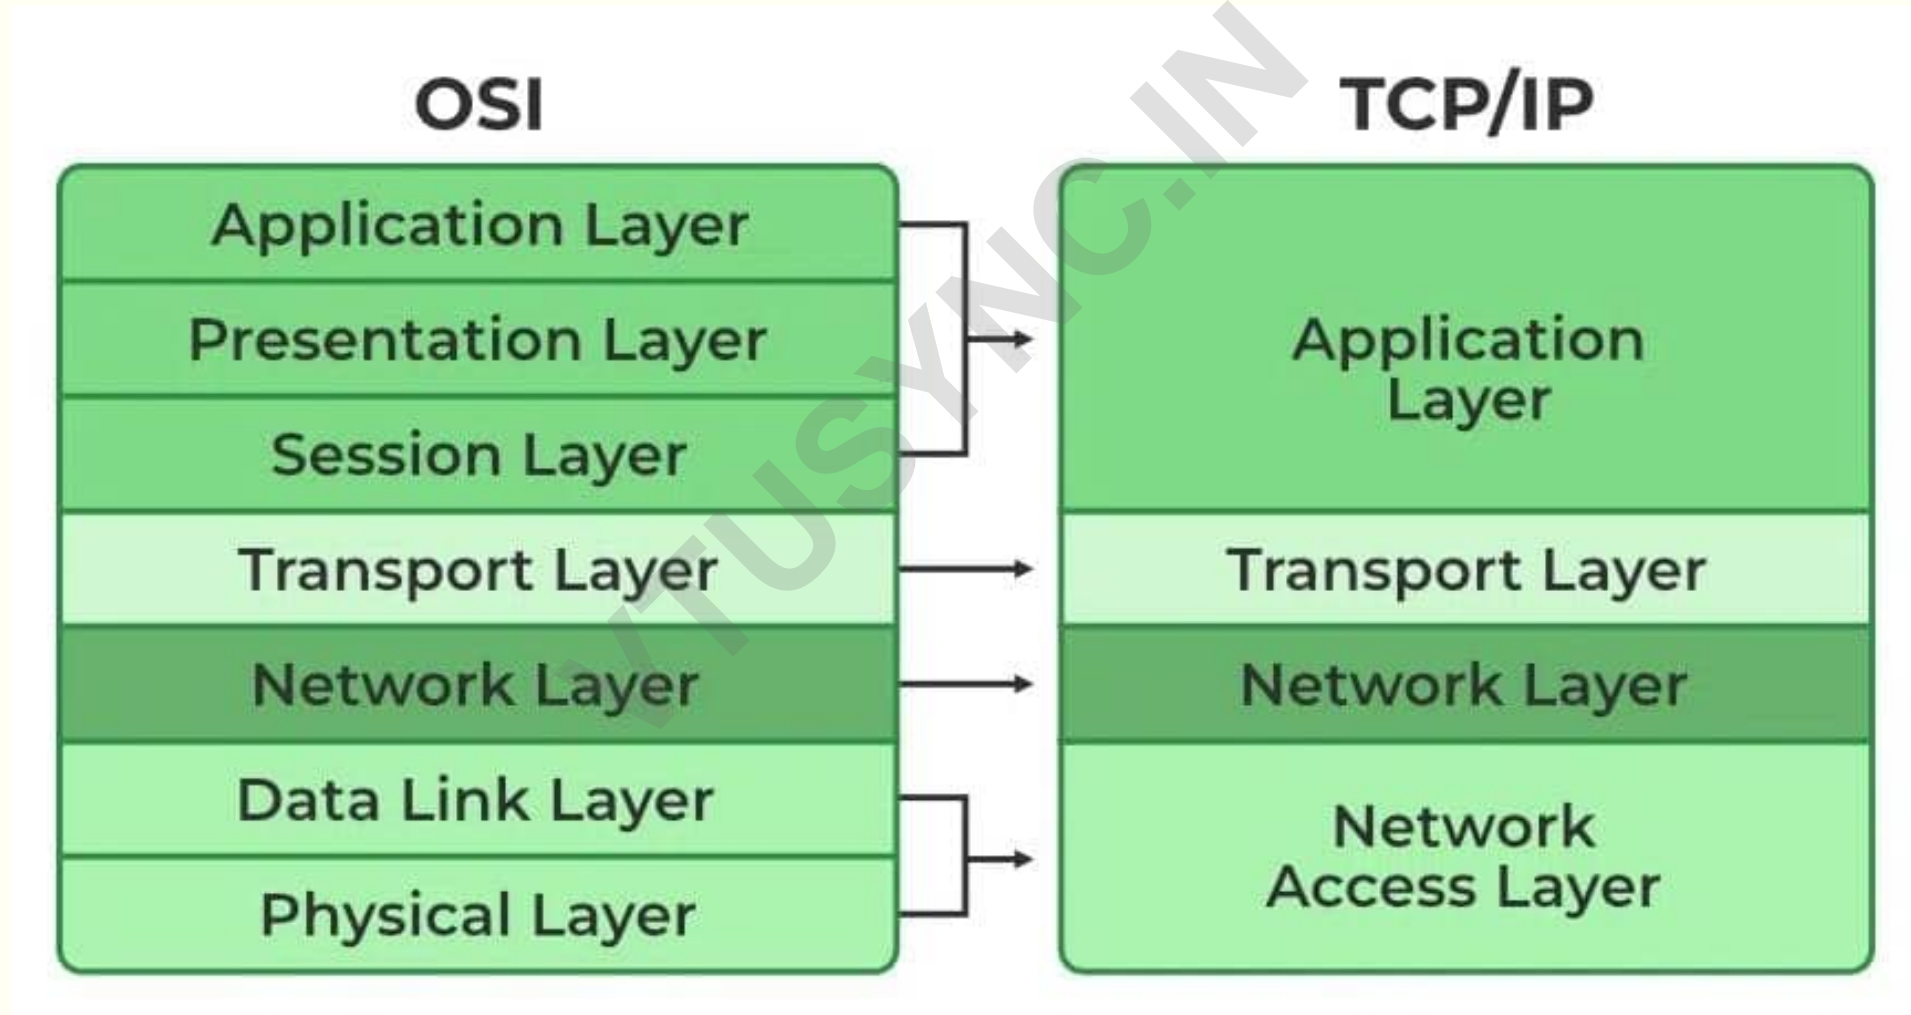 OSI
Application Layer
Presentation Layer
Session Layer
Transport Layer
Network Layer
Data Link Layer
Physical Layer
TCP/IP
Application
Layer
Transport Layer
Network Layer
Network
Access Layer
VTUSYNC.IN